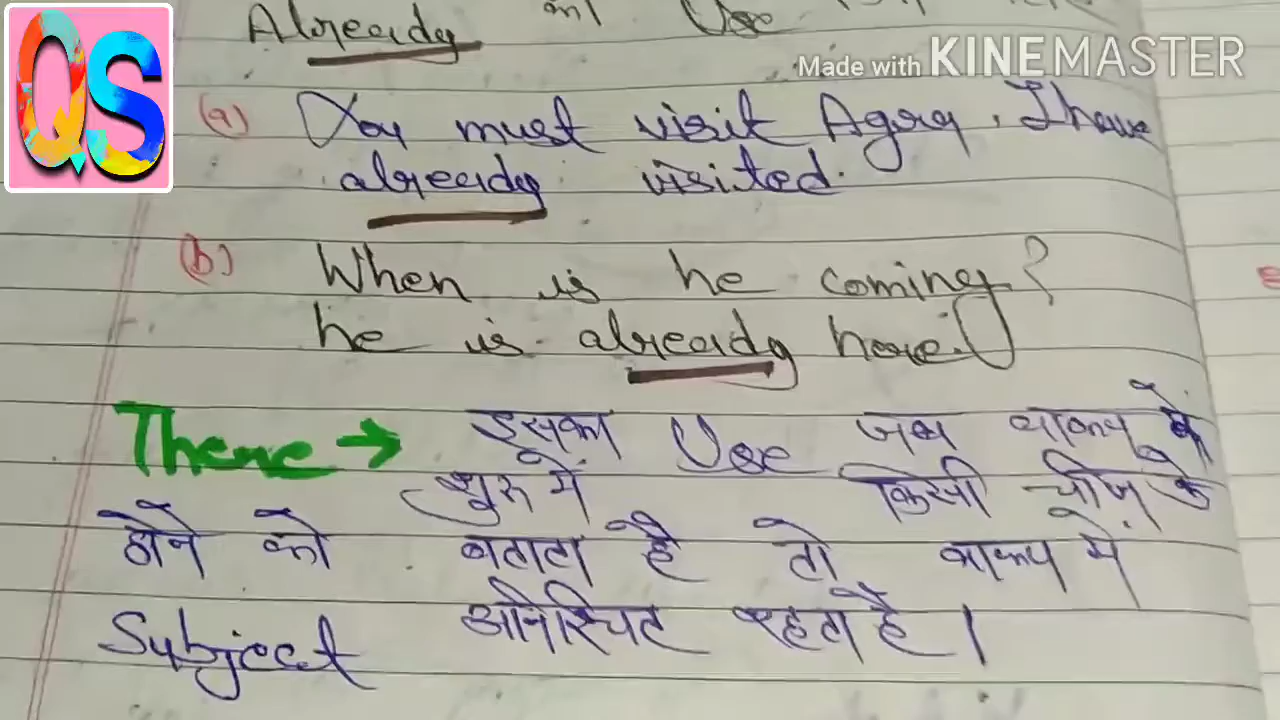 QS
Made with KINEMASTER
Already का Use
(a) You must visit Agra, I have
already visited.
(b) When is he coming?
he is already here.
There → इसका Use जब वाक्य के
शुरू में किसी चीज़ के
होने को बताता है तो वाक्य में
Subject अनिश्चित रहता है।